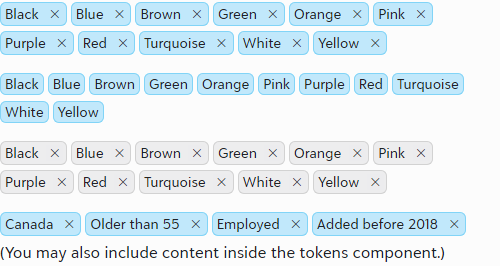 Black × Blue × Brown × Green × Orange × Pink ×
Purple × Red × Turquoise × White × Yellow ×
Black Blue Brown Green Orange Pink Purple Red Turquoise
White Yellow
Black × Blue × Brown × Green × Orange × Pink ×
Purple × Red × Turquoise × White × Yellow ×
Canada × Older than 55 × Employed × Added before 2018 ×
(You may also include content inside the tokens component.)